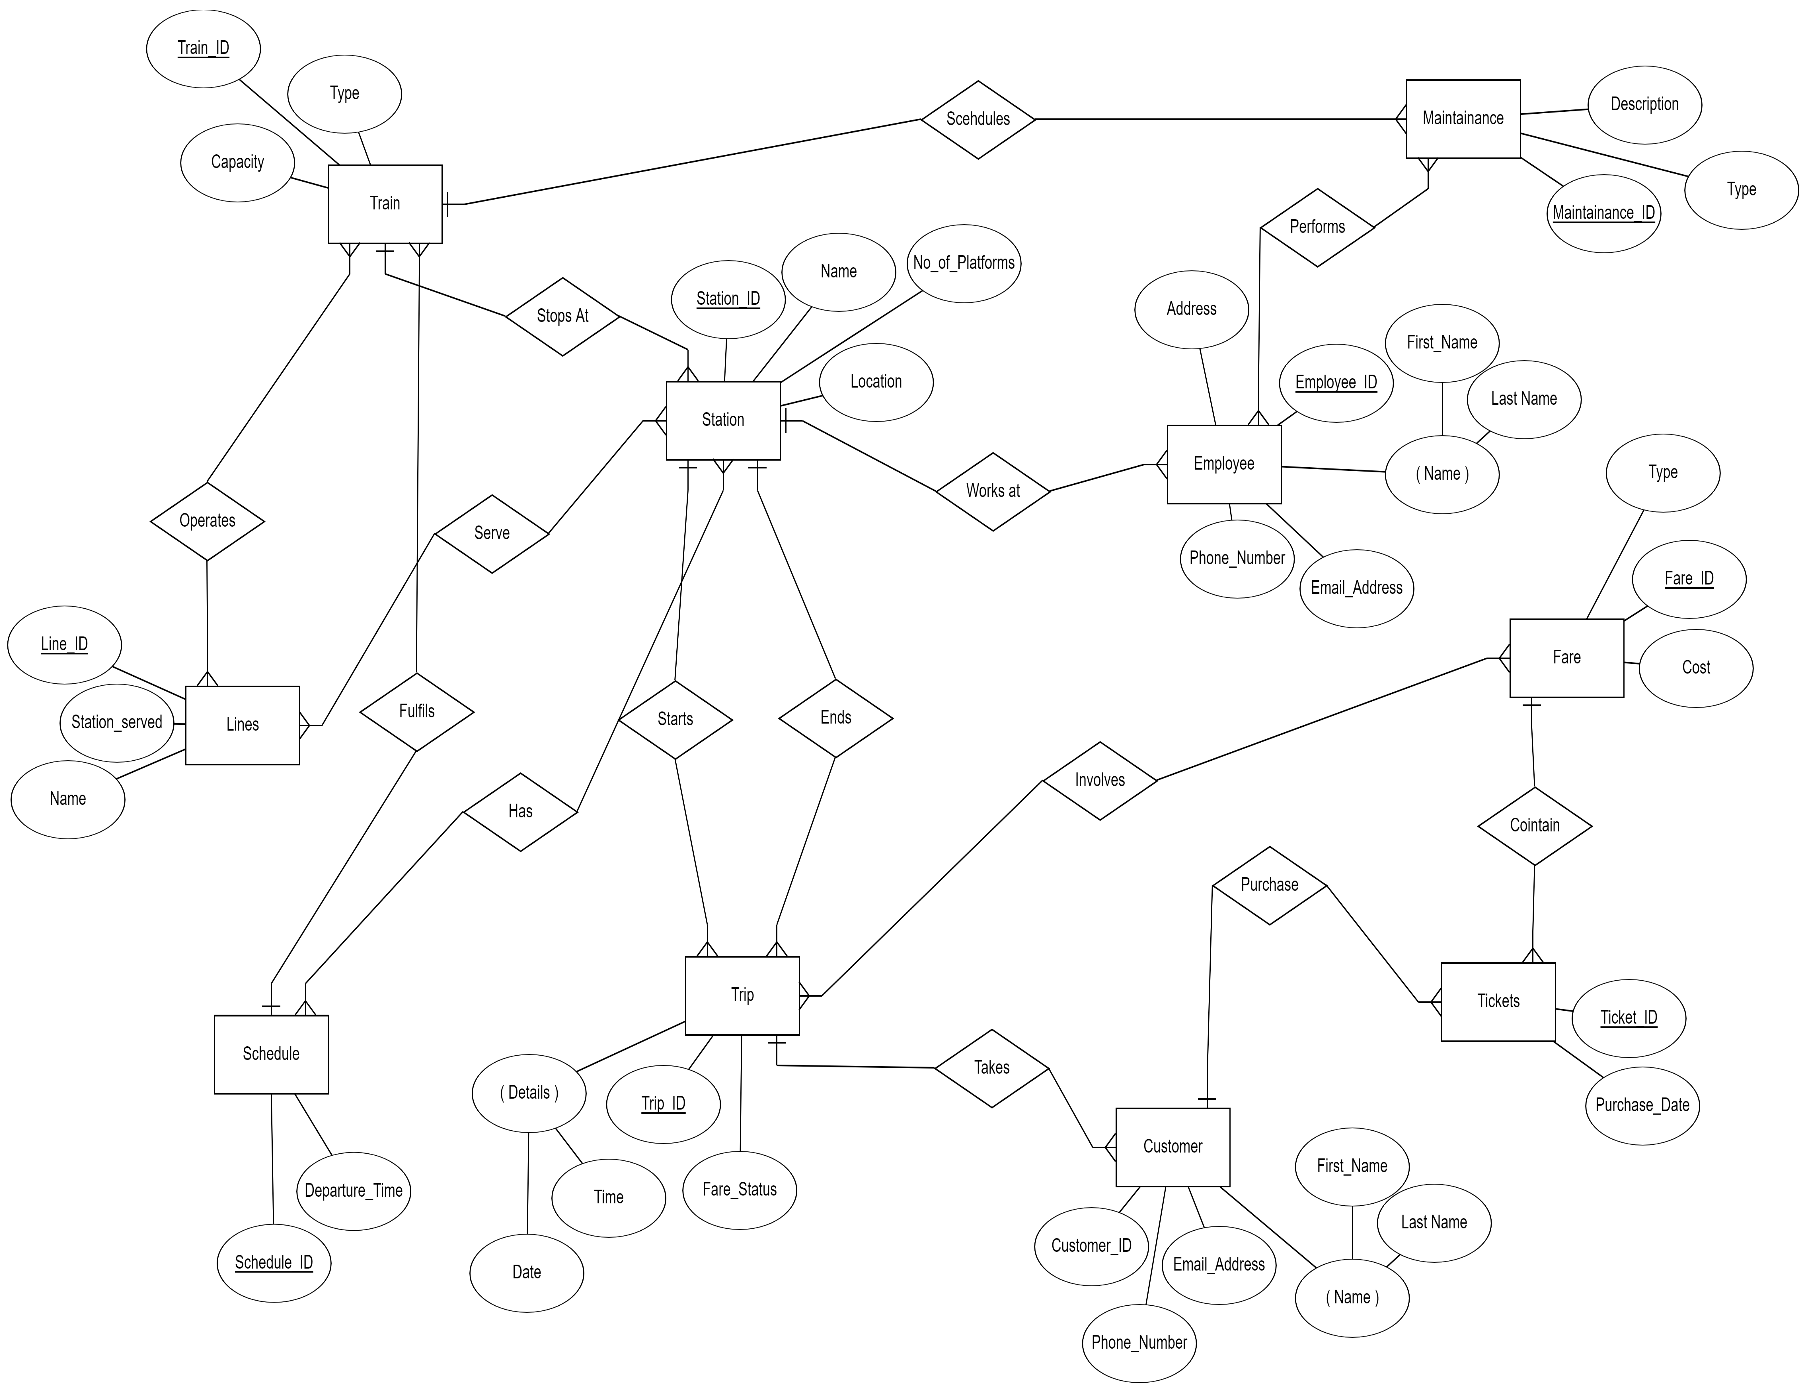 Train_ID
Type
Capacity
Train
Scehdules
Maintainance
Description
Type
Maintainance_ID
Performs
Stops At
Station_ID
Name
No_of_Platforms
Location
Station
Address
Employee_ID
First_Name
Last Name
( Name )
Employee
Phone_Number
Email_Address
Works at
Operates
Serve
Type
Fare_ID
Cost
Fare
Line_ID
Station_served
Name
Lines
Fulfils
Starts
Ends
Has
Involves
Cointain
Purchase
Trip
Tickets
Ticket_ID
Purchase_Date
Schedule
Departure_Time
Schedule_ID
( Details )
Trip_ID
Time
Date
Fare_Status
Takes
Customer
Customer_ID
Phone_Number
Email_Address
First_Name
Last Name
( Name )